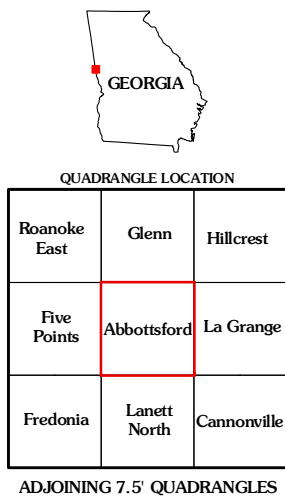 GEORGIA
QUADRANGLE LOCATION
Roanoke
East
Glenn
Hillcrest
Five
Points
Abbottsford
La Grange
Fredonia
Lanett
North
Cannonville
ADJOINING 7.5' QUADRANGLES